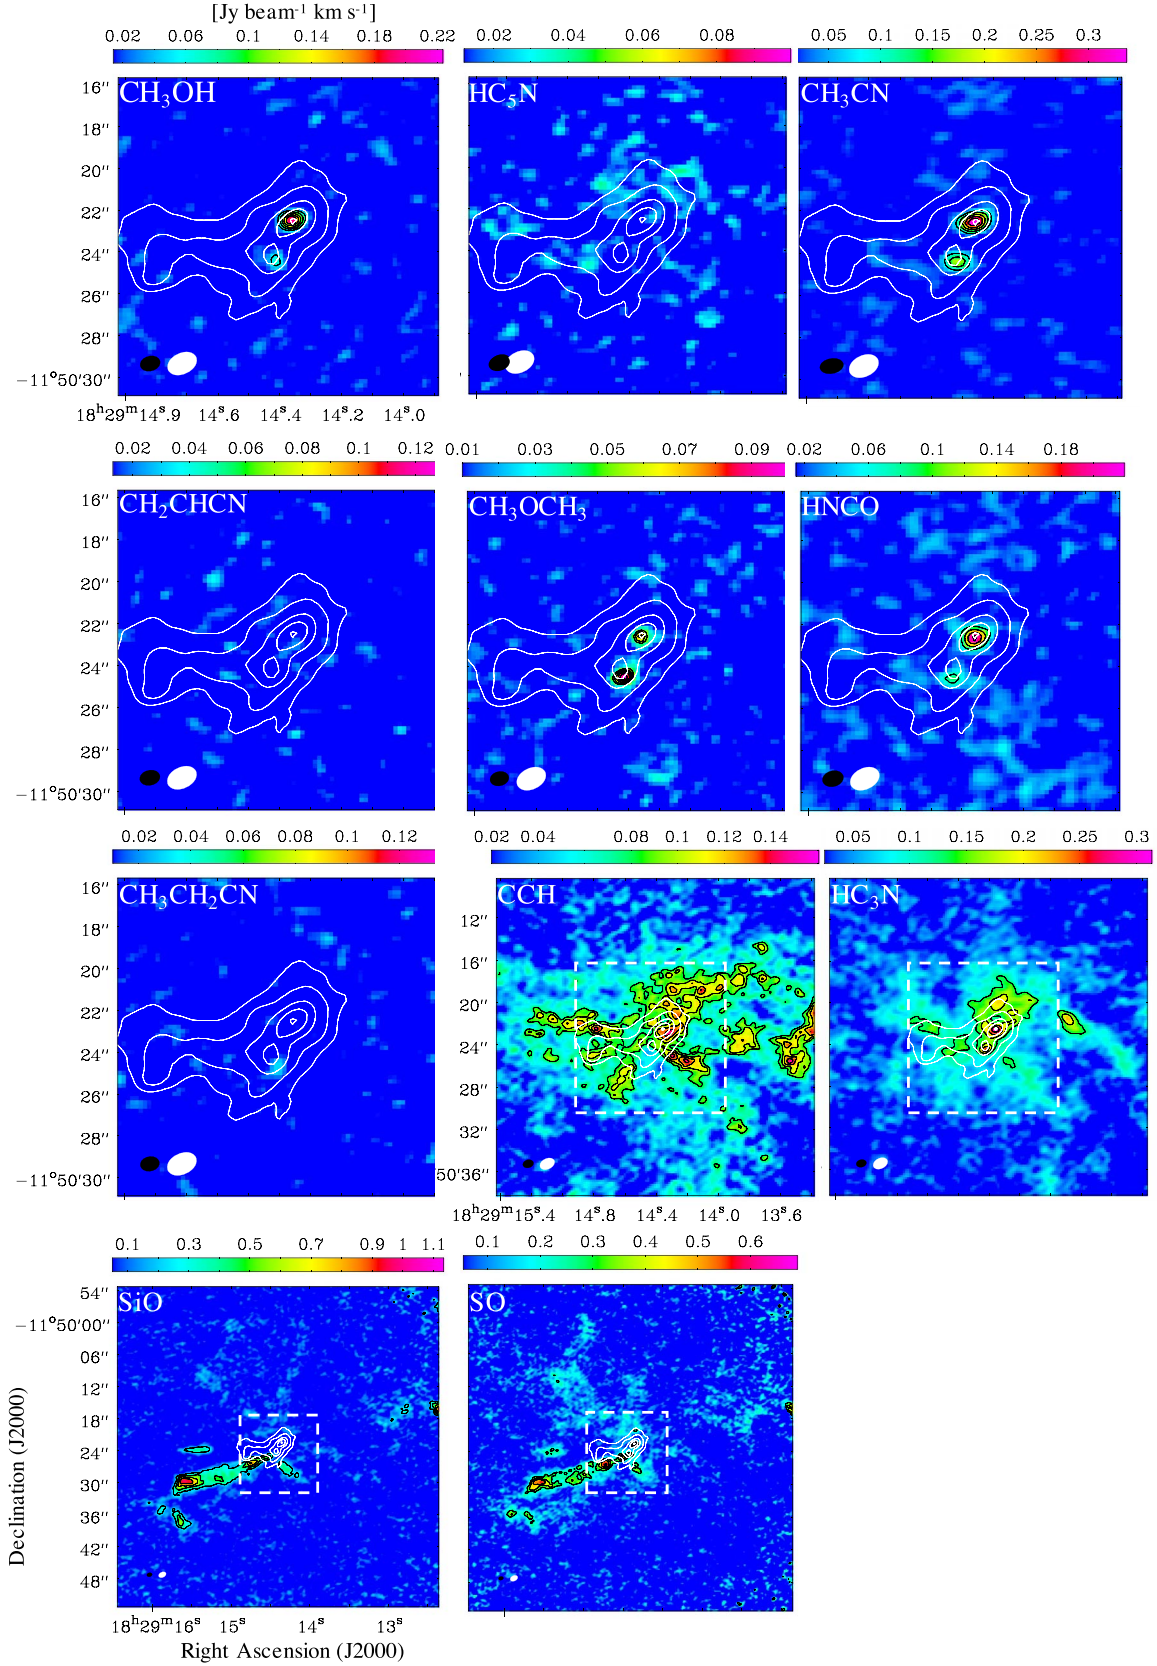 [Jy beam-1 km s-1]
0.02 0.06 0.1 0.14 0.18 0.22
0.02 0.04 0.06 0.08
0.05 0.1 0.15 0.2 0.25 0.3
CH3OH
HC5N
CH3CN
16″
18″
20″
22″
24″
26″
28″
−11°50′30″
18h29m14s.9 14s.6 14s.4 14s.2 14s.0
0.02 0.04 0.06 0.08 0.1 0.12
0.01 0.03 0.05 0.07 0.09
0.02 0.06 0.1 0.14 0.18
CH2CHCN
CH3OCH3
HNCO
16″
18″
20″
22″
24″
26″
28″
−11°50′30″
0.02 0.04 0.06 0.08 0.1 0.12
0.02 0.04 0.08 0.1 0.12 0.14
0.05 0.1 0.15 0.2 0.25 0.3
CH3CH2CN
CCH
HC3N
16″
18″
20″
22″
24″
26″
28″
−11°50′30″
12″
16″
20″
24″
28″
32″
50′36″
18h29m15s.4 14s.8 14s.4 14s.0 13s.6
0.1 0.3 0.5 0.7 0.9 1 1.1
0.1 0.2 0.3 0.4 0.5 0.6
SiO
SO
54″
−11°50′00″
06″
12″
18″
24″
30″
36″
42″
48″
18h29m16s 15s 14s 13s
Declination (J2000)
Right Ascension (J2000)